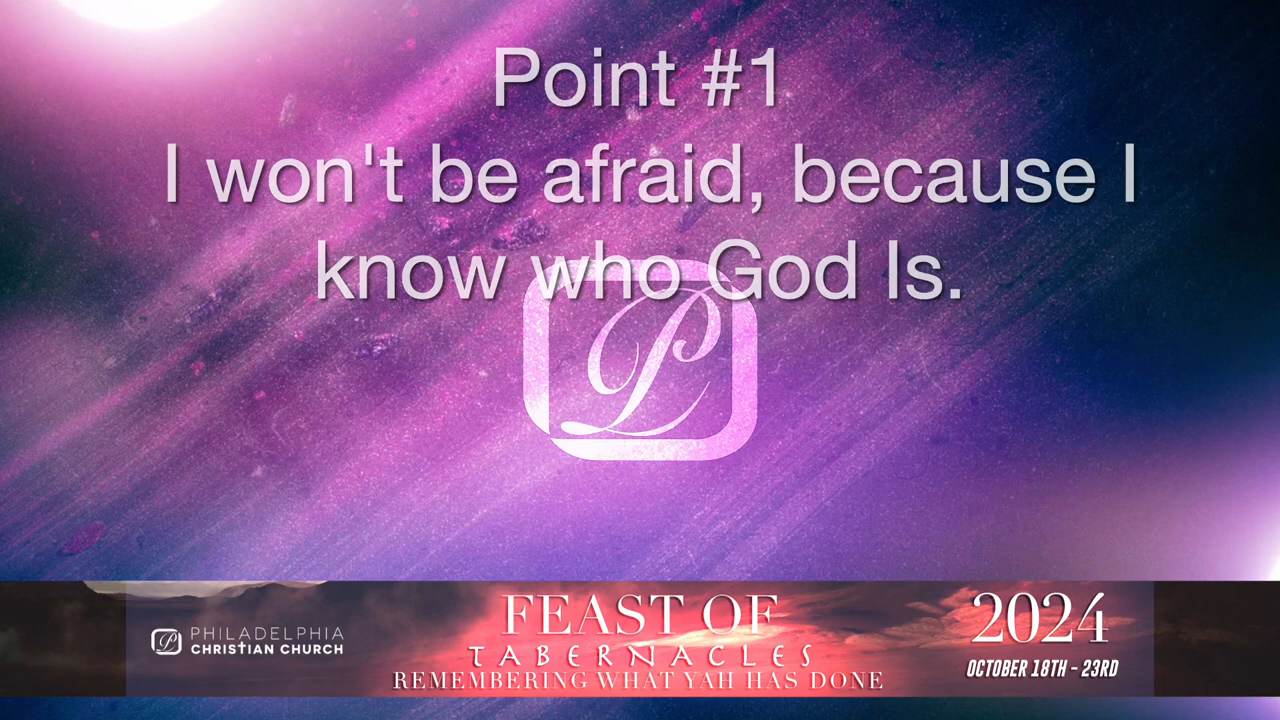 Point #1
I won't be afraid, because I
know who God Is.
P
PHILADELPHIA
CHRISTIAN CHURCH
FEAST OF
TABERNACLES
REMEMBERING WHAT YAH HAS DONE
2024
OCTOBER 18TH - 23RD